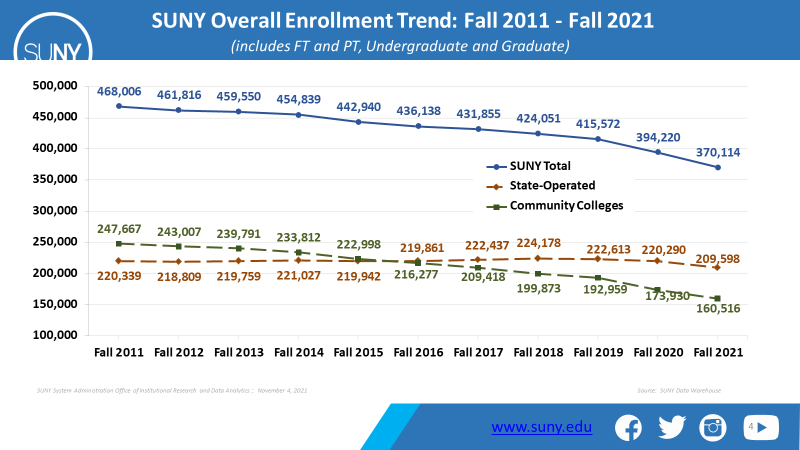 SUNY Overall Enrollment Trend: Fall 2011 - Fall 2021
(includes FT and PT, Undergraduate and Graduate)
SUNY
500,000
450,000
400,000
350,000
300,000
250,000
200,000
150,000
100,000
468,006 461,816 459,550 454,839 442,940 436,138 431,855 424,051 415,572 394,220 370,114
SUNY Total
State-Operated
Community Colleges
247,667 243,007 239,791 233,812 222,998 219,861 222,437 224,178 222,613 220,290 209,598
220,339 218,809 219,759 221,027 219,942 216,277 209,418 199,873 192,959 173,930 160,516
Fall 2011 Fall 2012 Fall 2013 Fall 2014 Fall 2015 Fall 2016 Fall 2017 Fall 2018 Fall 2019 Fall 2020 Fall 2021
SUNY System Administration Office of Institutional Research and Data Analytics ; November 4, 2021
Source: SUNY Data Warehouse
www.suny.edu
4